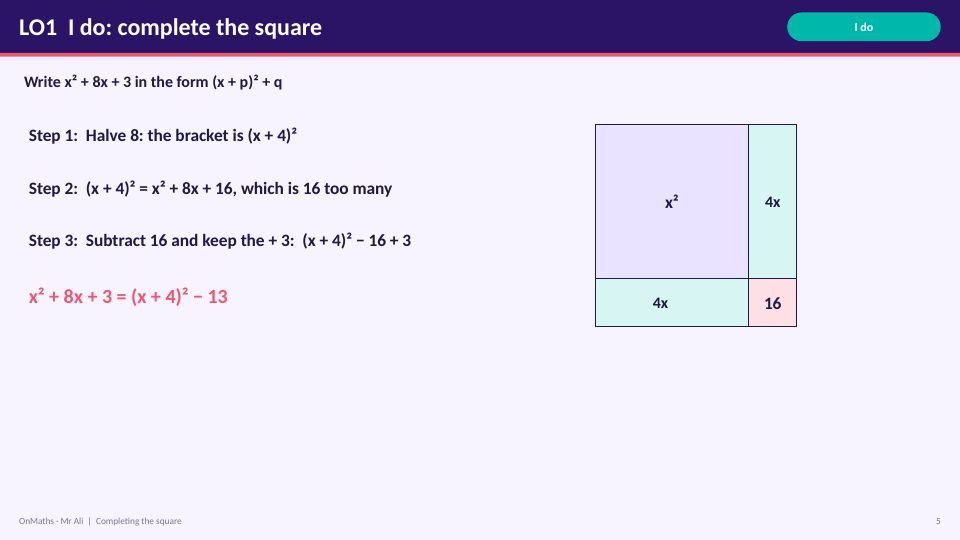 LO1  I do: complete the square
I do
Write x² + 8x + 3 in the form (x + p)² + q
Step 1:  Halve 8: the bracket is (x + 4)²
Step 2:  (x + 4)² = x² + 8x + 16, which is 16 too many
Step 3:  Subtract 16 and keep the + 3:  (x + 4)² − 16 + 3
x² + 8x + 3 = (x + 4)² − 13
x²
4x
4x
16
OnMaths · Mr Ali  |  Completing the square
5